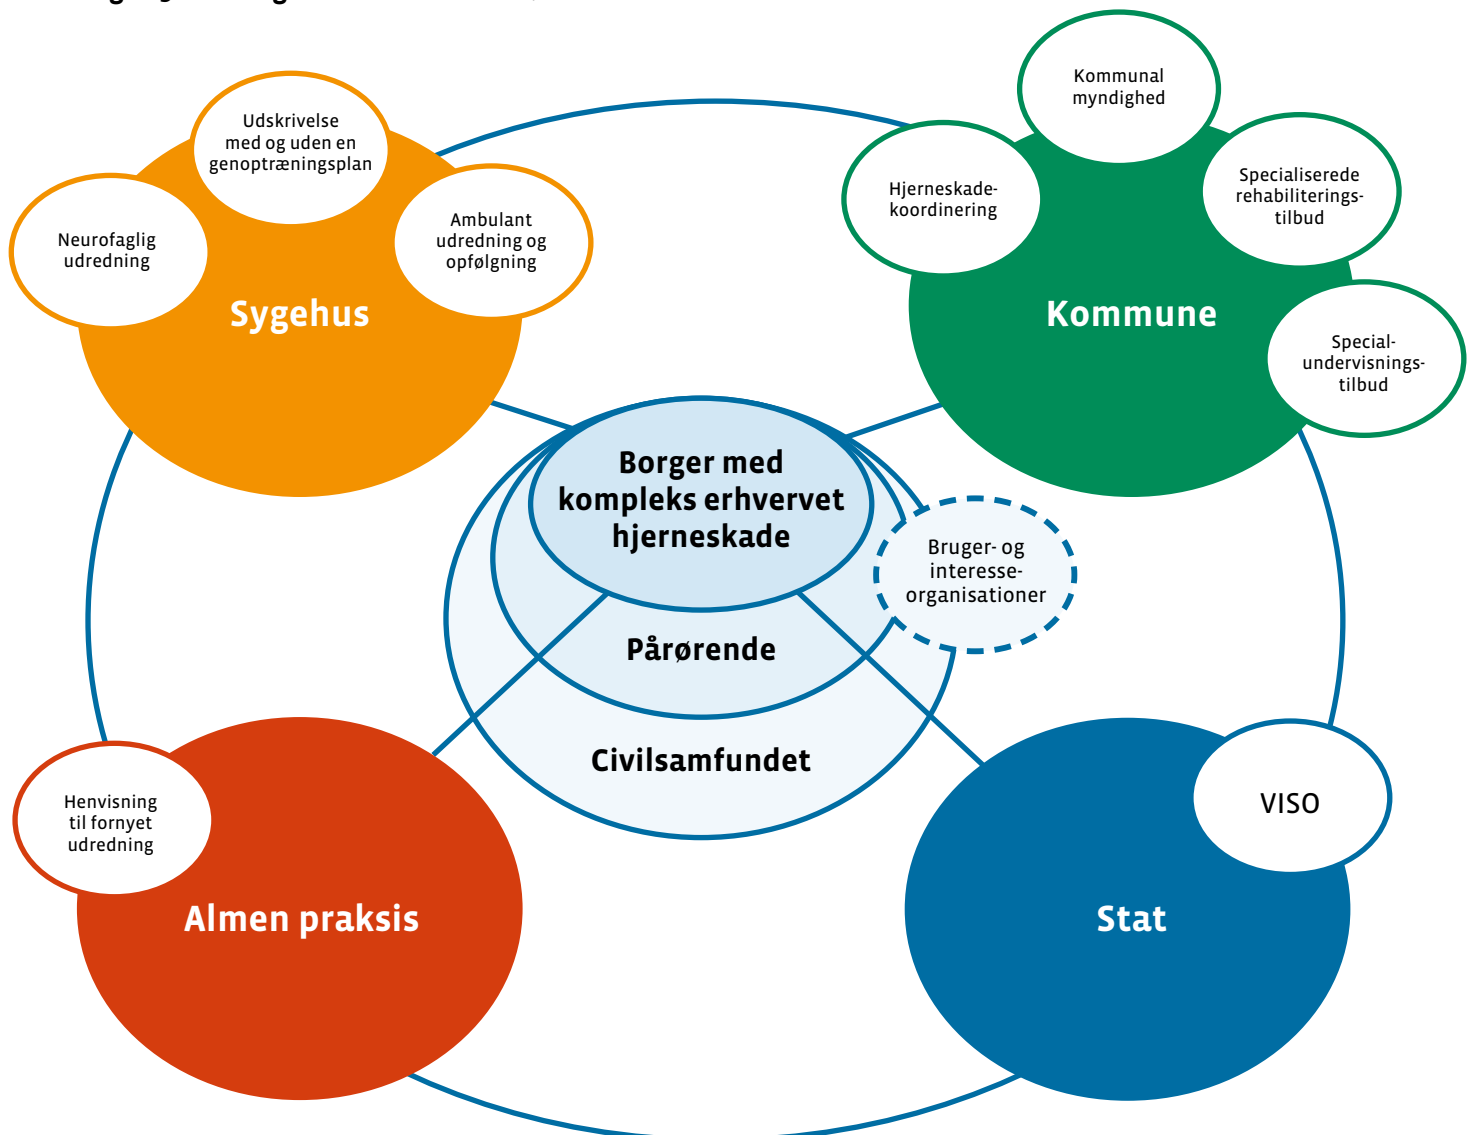 Kommunal
myndighed
Udskrivelse
med og uden en
genoptræningsplan
Hjerneskade-
koordinering
Specialiserede
rehabiliterings-
tilbud
Neurofaglig
udredning
Ambulant
udredning og
opfølgning
Sygehus
Kommune
Special-
undervisnings-
tilbud
Borger med
kompleks erhvervet
hjerneskade
Bruger- og
interesse-
organisationer
Pårørende
Civilsamfundet
Henvisning
til fornyet
udredning
VISO
Almen praksis
Stat